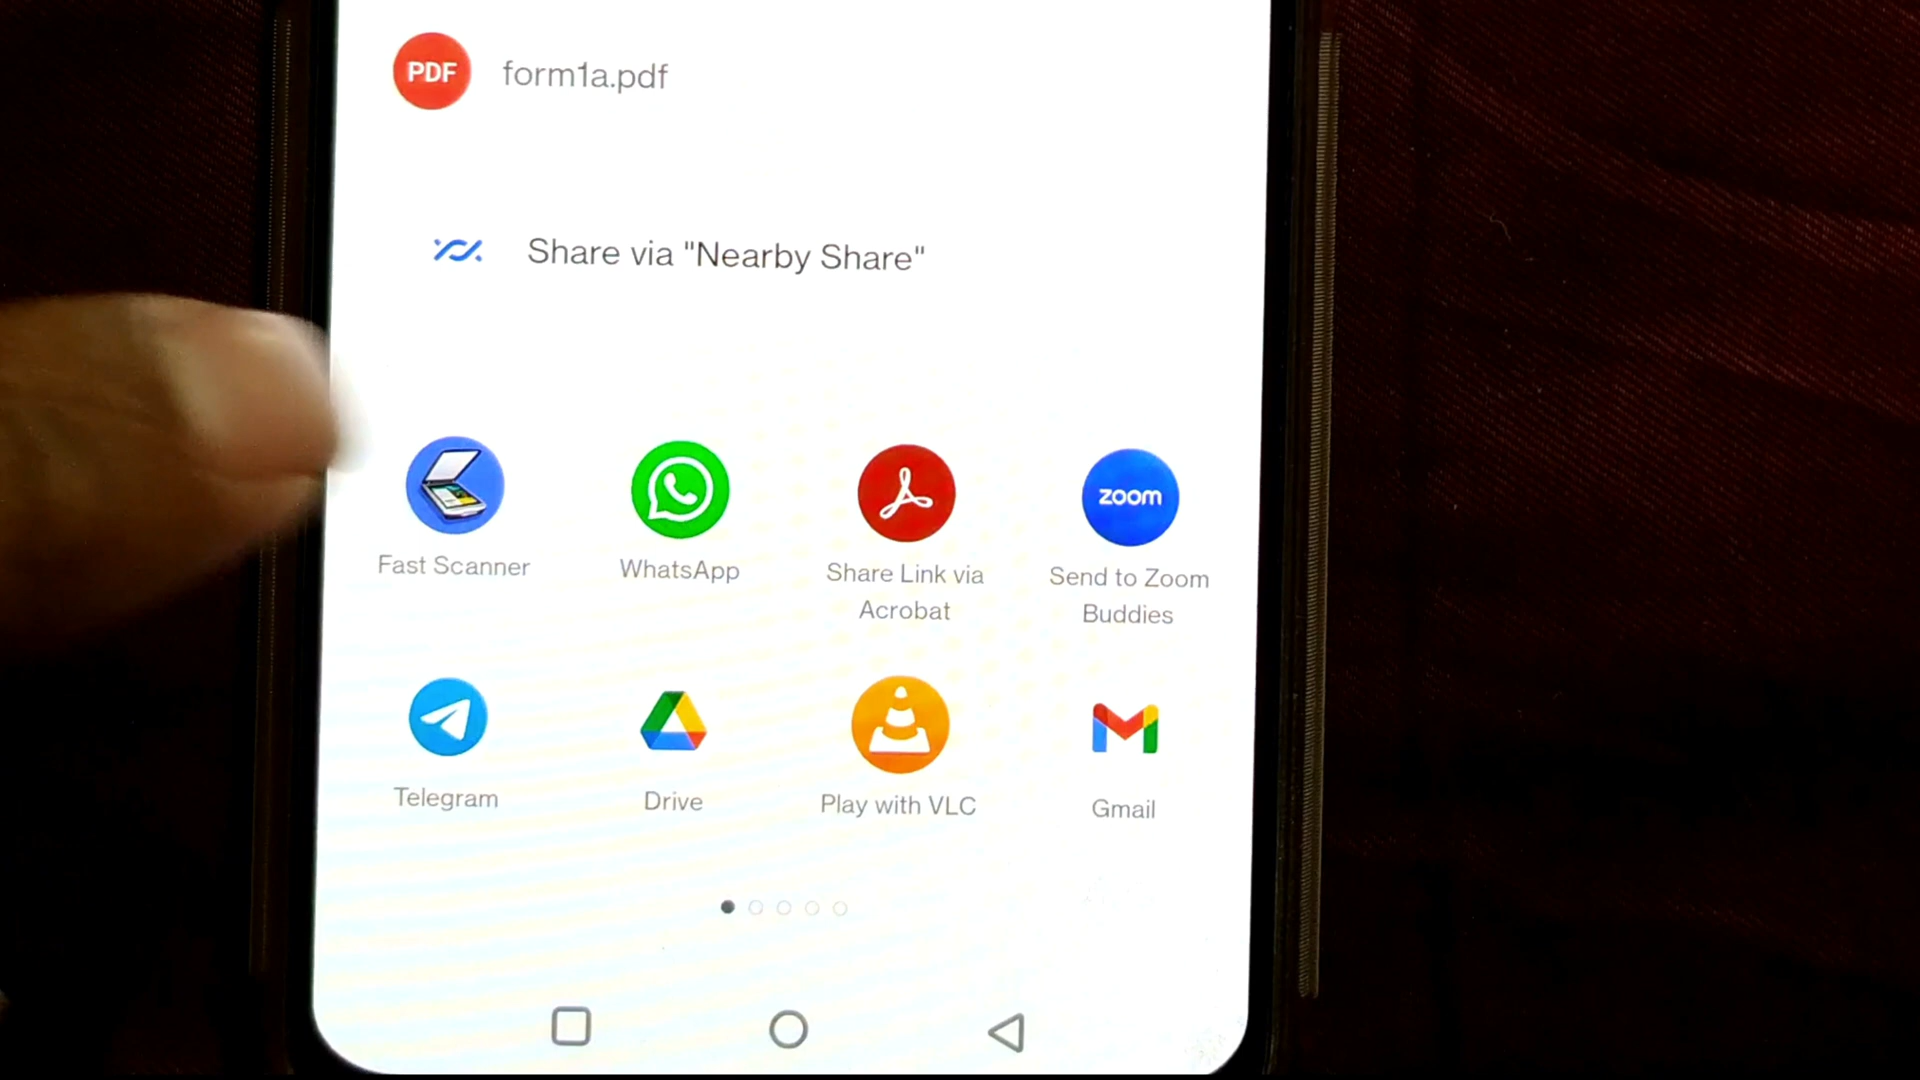 PDF form1a.pdf
Share via "Nearby Share"
zoom
Fast Scanner
WhatsApp
Share Link via
Acrobat
Send to Zoom
Buddies
Telegram
Drive
Play with VLC
Gmail